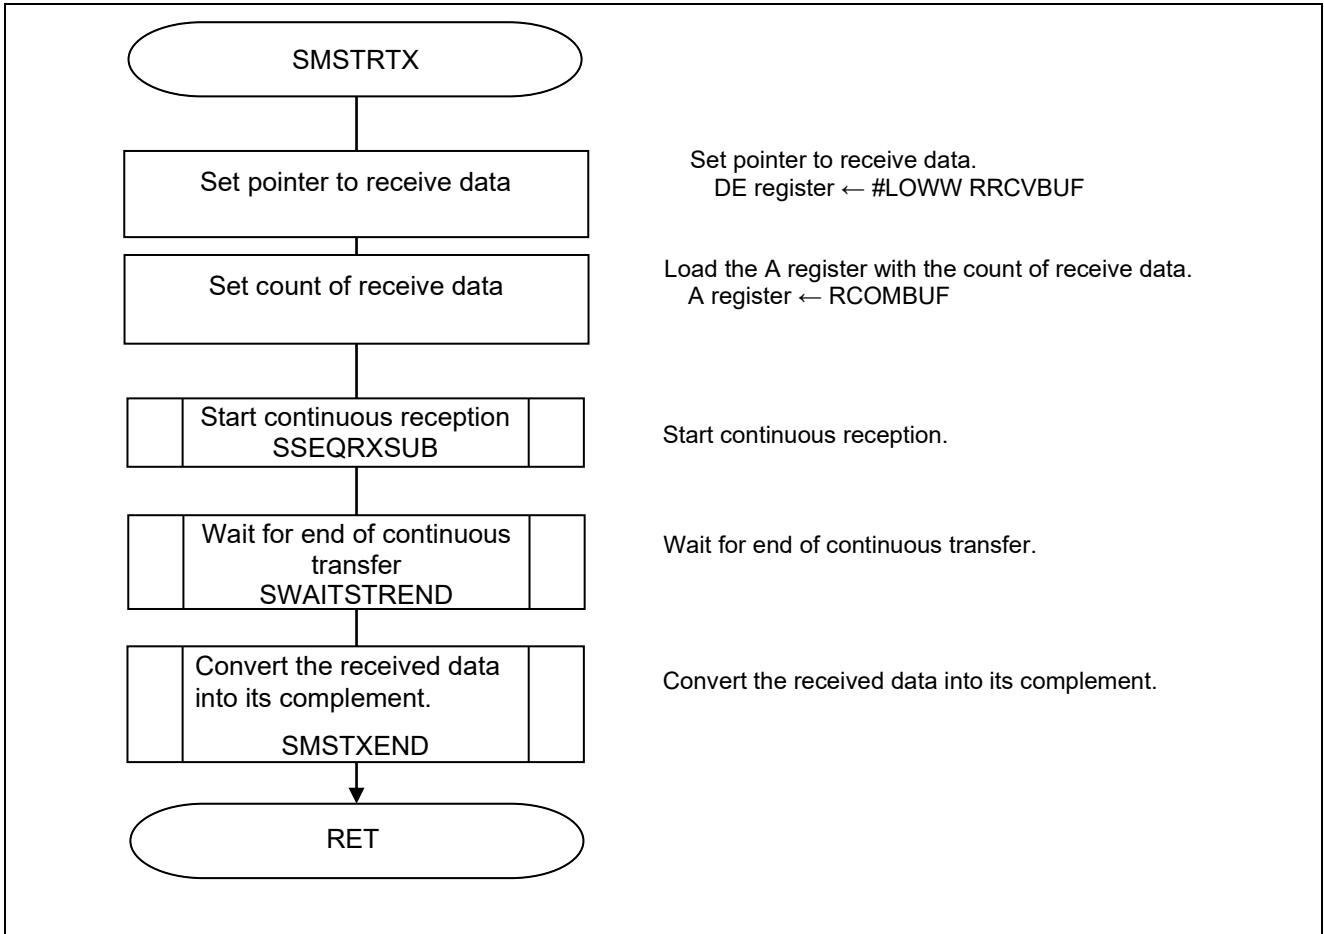 SMSTRTX
Set pointer to receive data
Set pointer to receive data.
DE register ← #LOWW RRCVBUF
Set count of receive data
Load the A register with the count of receive data.
A register ← RCOMBUF
Start continuous reception
SSEQRXSUB
Start continuous reception.
Wait for end of continuous
transfer
SWAITSTREND
Wait for end of continuous transfer.
Convert the received data
into its complement.
SMSTXEND
Convert the received data into its complement.
RET